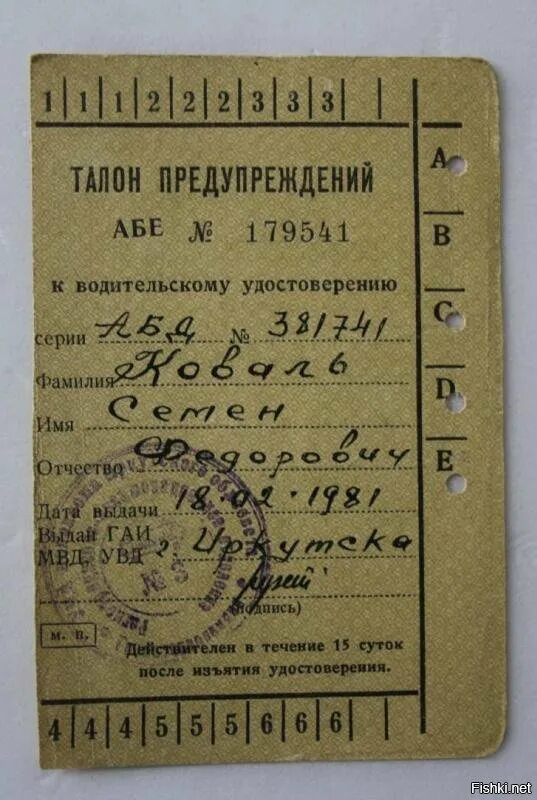 1 1 1 2 2 2 3 3 3
ТАЛОН ПРЕДУПРЕЖДЕНИЙ
АБЕ № 179541
к водительскому удостоверению
серии АБД № 381741
Фамилия Коваль
Имя Семен
Отчество Федорович
Дата выдачи 18.02.1981
Выдан ГАИ
МВД, УВД г. Иркутска
(подпись)
м. п.
Действителен в течение 15 суток
после изъятия удостоверения.
4 4 4 5 5 5 6 6 6
A
B
C
D
E
№ 3
Fishki.net